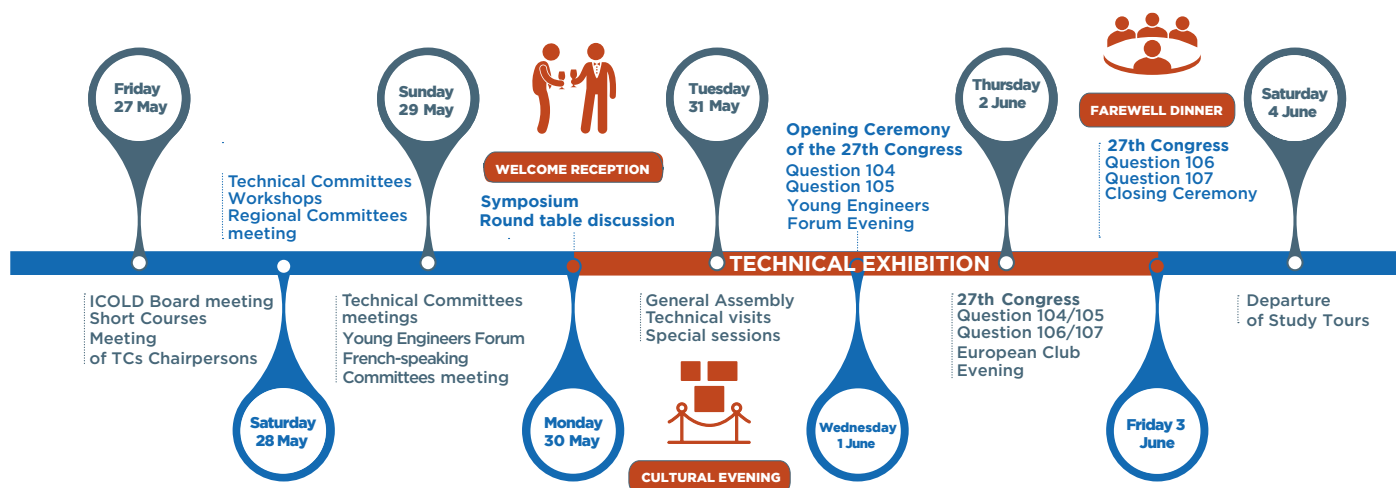 Friday
27 May
Sunday
29 May
Tuesday
31 May
Thursday
2 June
Saturday
4 June
FAREWELL DINNER
WELCOME RECEPTION
Technical Committees
Workshops
Regional Committees
meeting
Symposium
Round table discussion
Opening Ceremony
of the 27th Congress
Question 104
Question 105
Young Engineers
Forum Evening
27th Congress
Question 106
Question 107
Closing Ceremony
TECHNICAL EXHIBITION
ICOLD Board meeting
Short Courses
Meeting
of TCs Chairpersons
Technical Committees
meetings
Young Engineers Forum
French-speaking
Committees meeting
General Assembly
Technical visits
Special sessions
27th Congress
Question 104/105
Question 106/107
European Club
Evening
Departure
of Study Tours
Saturday
28 May
Monday
30 May
CULTURAL EVENING
Wednesday
1 June
Friday 3
June